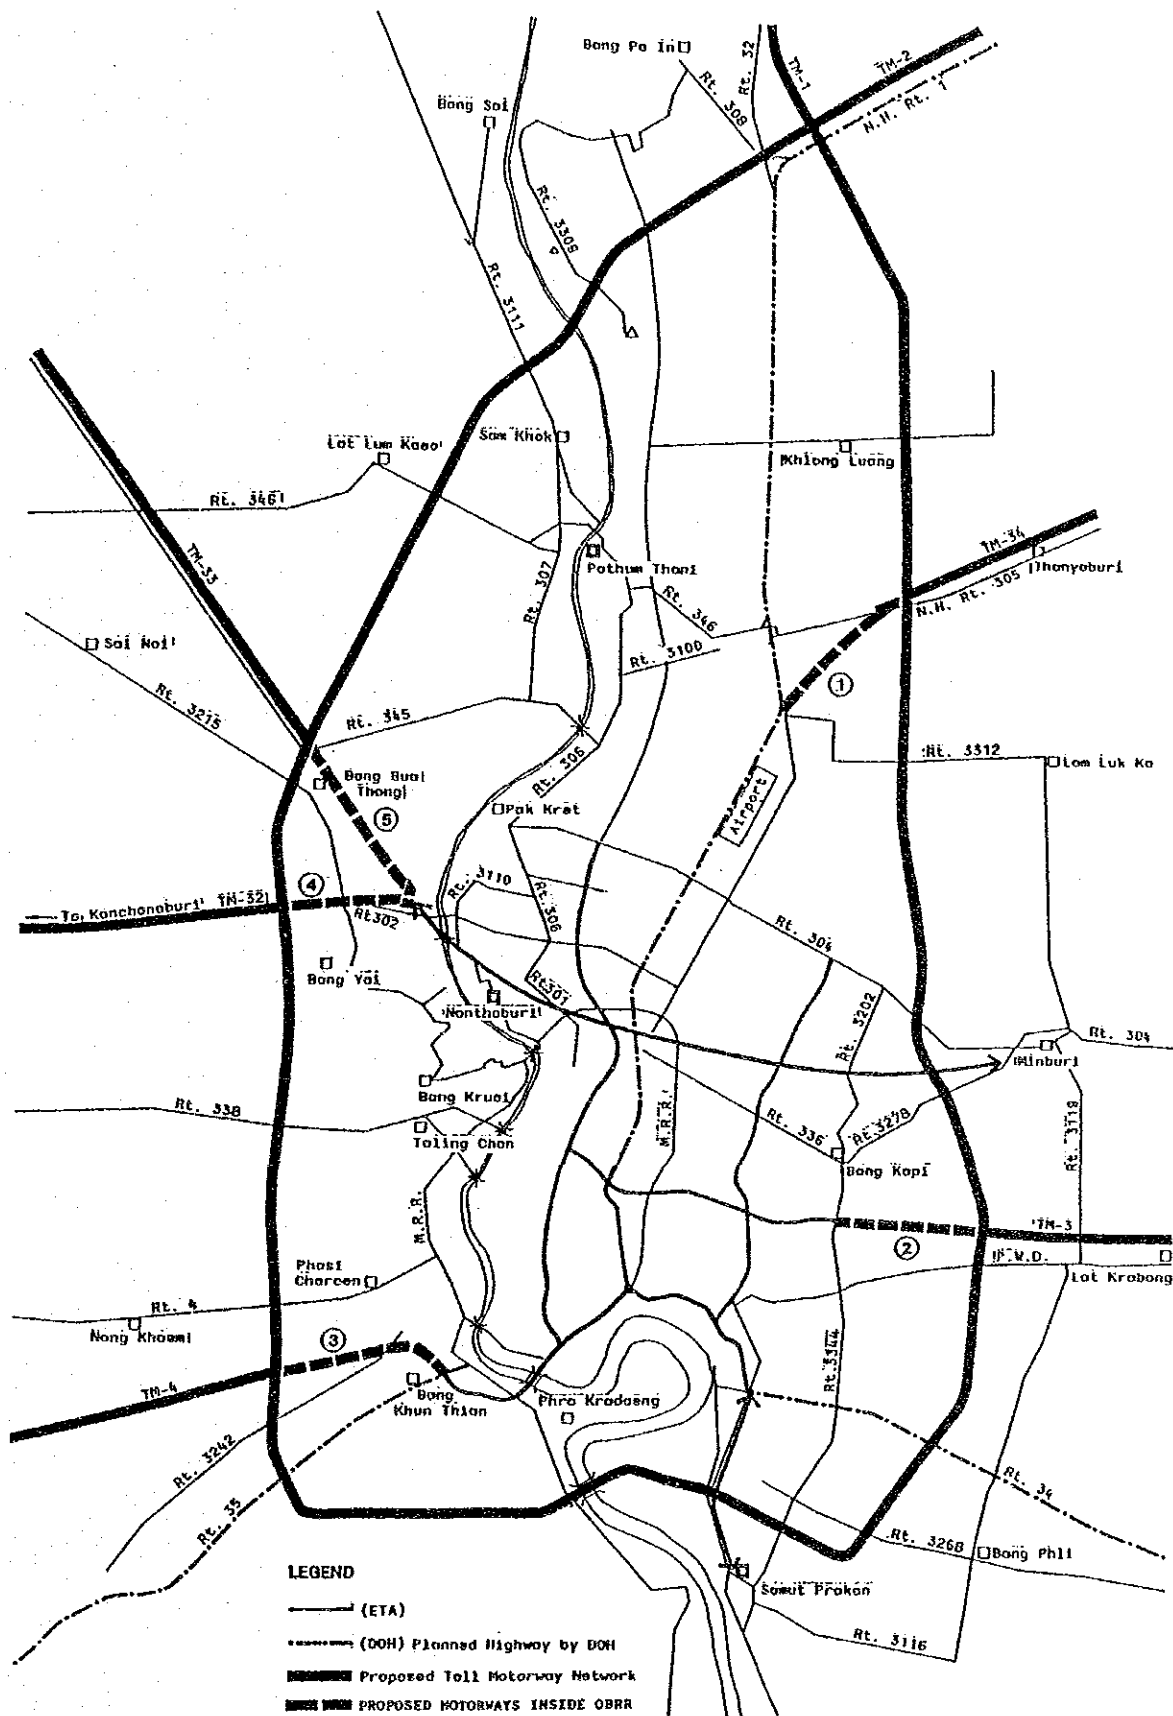 Bang Pa In
Rt. 32
TM-1
TM-2
Rt. 308
N.H. Rt. 1
Bang Sai
Rt. 3309
Rt. 3111
Lat Lum Kaeo
Sam Khok
Khlong Luang
Rt. 346
TM-33
TM-34
Thanyaburi
Pathum Thani
Rt. 307
Rt. 346
N.H. Rt. 305
Sai Noi
Rt. 3100
1
Rt. 3215
Rt. 345
Rt. 306
Rt. 3312
Lam Luk Ka
Bang Bua
Thong
Pak Kret
5
Airport
4
Rt. 3110
To Kanchanaburi
TM-32
Rt302
Rt. 306
Rt. 304
Bang Yai
Rt301
Nonthaburi
Rt. 3202
Rt. 304
Minburi
Bang Kruai
Rt. 338
Taling Chan
M.R.R.
Rt. 336
Rt. 3278
Rt. 3119
Bang Kapi
M.R.R.
TM-3
2
P.W.D.
Phasi
Charoen
Lat Krabang
Rt. 4
Nong Khaem
3
Rt. 3344
TM-4
Bang
Khun Thian
Phra Kradaeng
Rt. 3242
Rt. 34
Rt. 35
Rt. 3268
Bang Phli
Samut Prakan
LEGEND
(ETA)
Rt. 3116
(DOH) Planned Highway by DOH
Proposed Toll Motorway Network
PROPOSED MOTORWAYS INSIDE OBRR